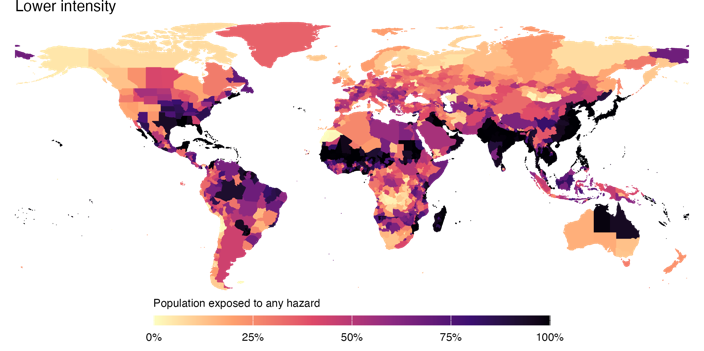 Lower intensity
Population exposed to any hazard
0% 25% 50% 75% 100%